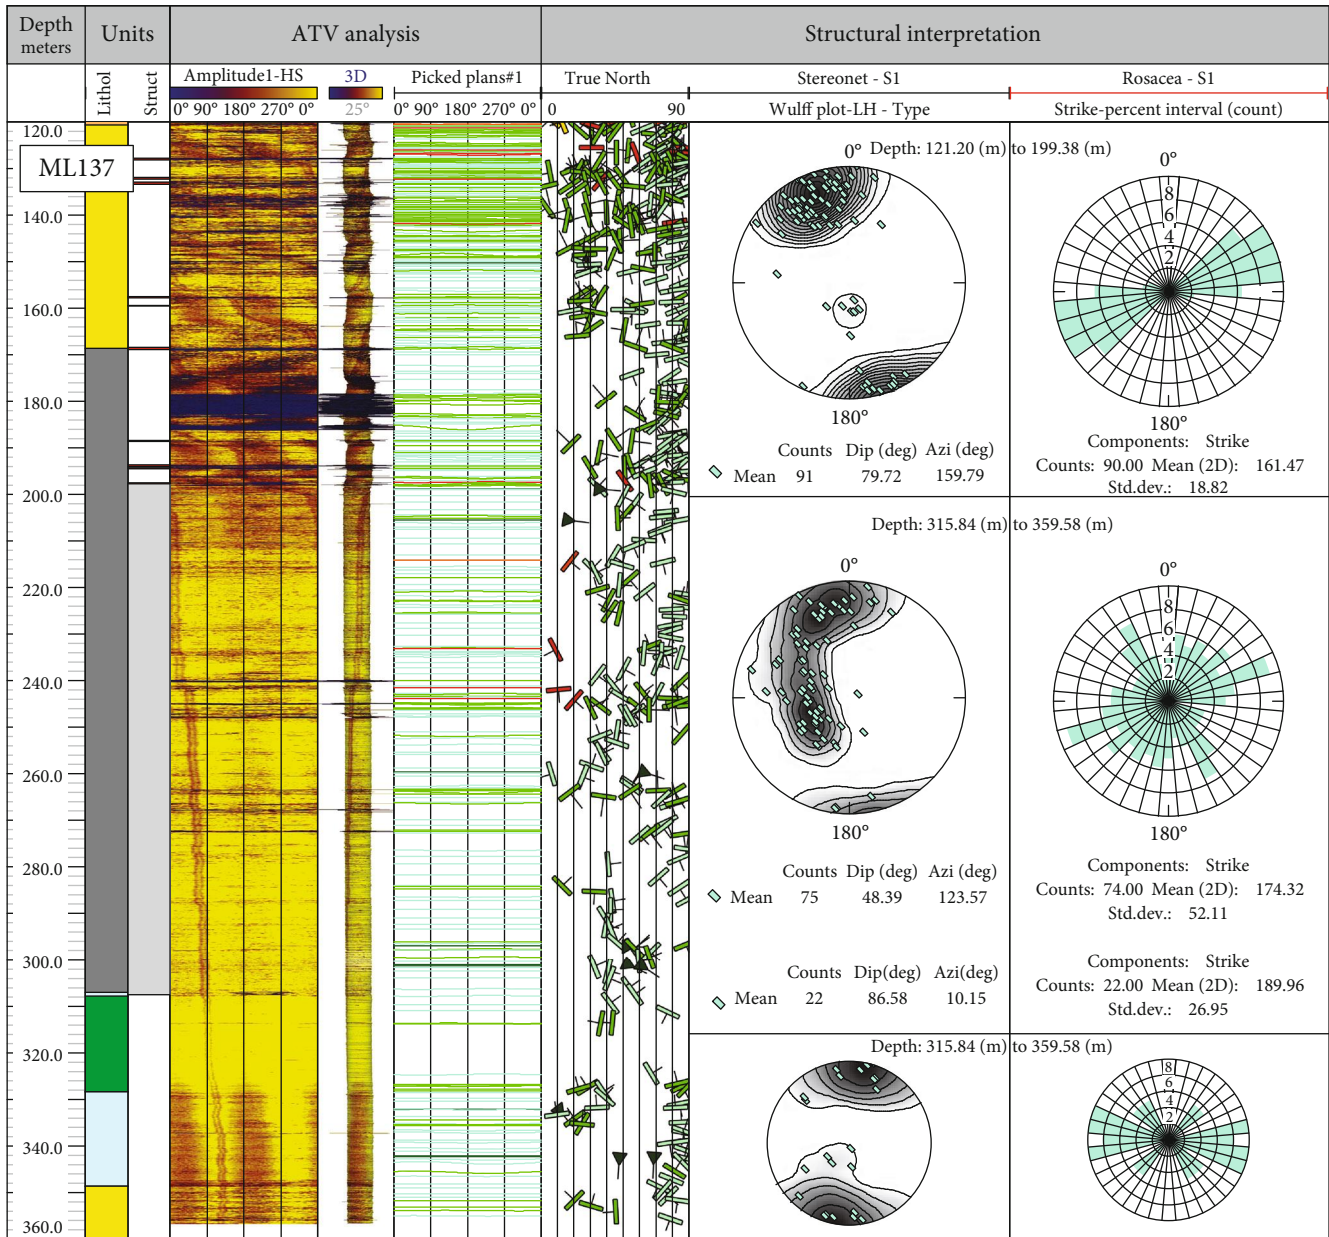 Depth meters
Units
ATV analysis
Structural interpretation
Lithol
Struct
Amplitude1-HS
3D
Picked plans#1
True North
Stereonet - S1
Rosacea - S1
0° 90° 180° 270° 0°
25°
0° 90° 180° 270° 0°
0 90
Wulff plot-LH - Type
Strike-percent interval (count)
ML137
120.0
140.0
160.0
180.0
200.0
220.0
240.0
260.0
280.0
300.0
320.0
340.0
360.0
Depth: 121.20 (m) to 199.38 (m)
0°
180°
Counts Dip (deg) Azi (deg)
Mean 91 79.72 159.79
0°
8
6
4
2
180°
Components: Strike
Counts: 90.00 Mean (2D): 161.47
Std.dev.: 18.82
Depth: 315.84 (m) to 359.58 (m)
0°
180°
Counts Dip (deg) Azi (deg)
Mean 75 48.39 123.57
Counts Dip(deg) Azi(deg)
Mean 22 86.58 10.15
0°
8
6
4
2
180°
Components: Strike
Counts: 74.00 Mean (2D): 174.32
Std.dev.: 52.11
Components: Strike
Counts: 22.00 Mean (2D): 189.96
Std.dev.: 26.95
Depth: 315.84 (m) to 359.58 (m)
8
6
4
2